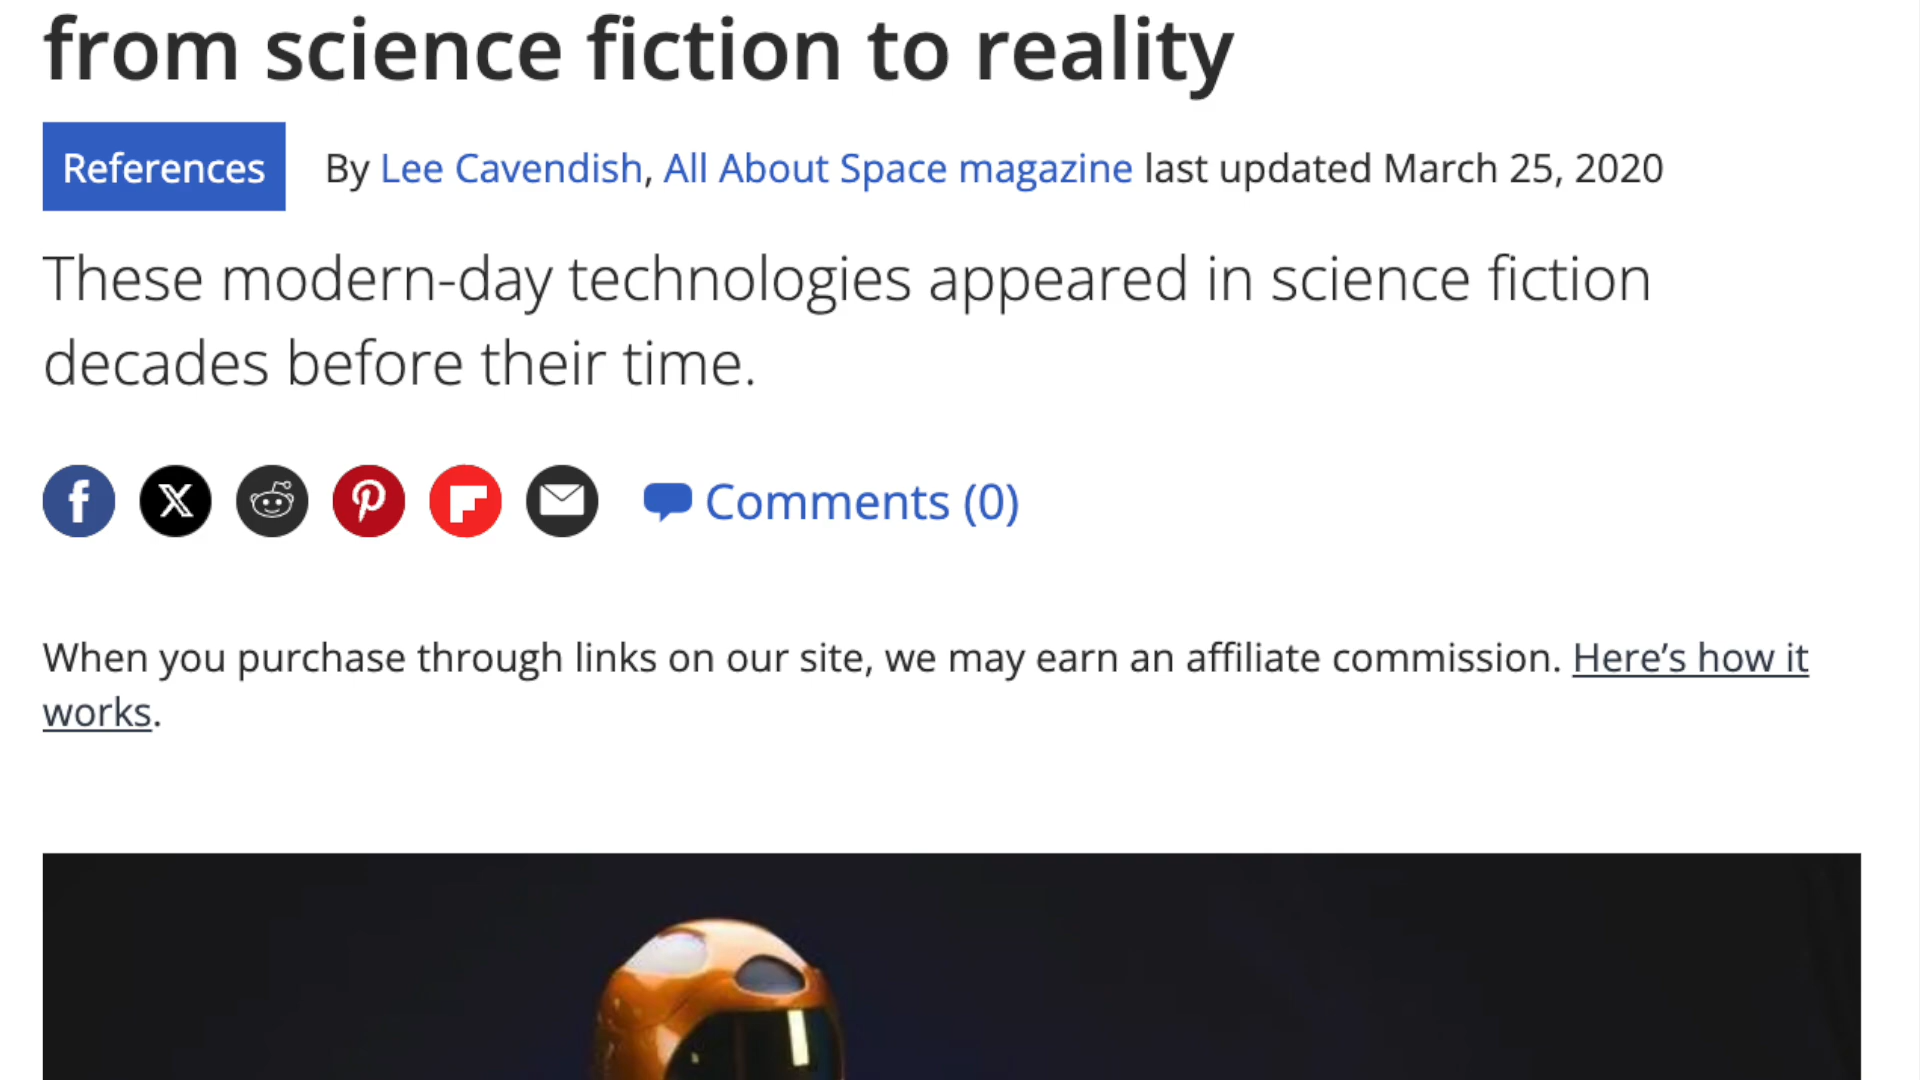 from science fiction to reality
References By Lee Cavendish, All About Space magazine last updated March 25, 2020
These modern-day technologies appeared in science fiction
decades before their time.
Comments (0)
When you purchase through links on our site, we may earn an affiliate commission. Here’s how it
works.